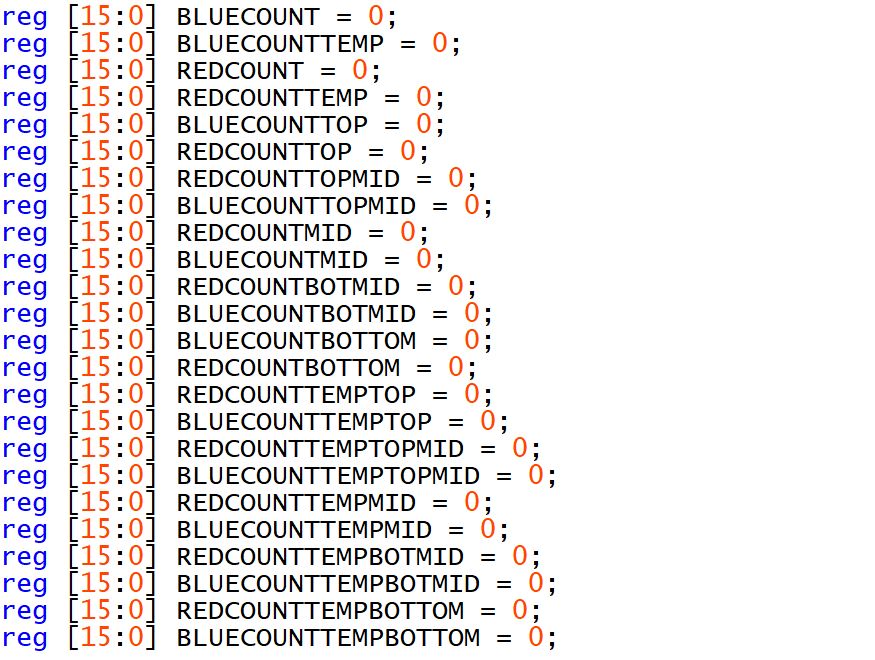 reg [15:0] BLUECOUNT = 0;
reg [15:0] BLUECOUNTTEMP = 0;
reg [15:0] REDCOUNT = 0;
reg [15:0] REDCOUNTTEMP = 0;
reg [15:0] BLUECOUNTTOP = 0;
reg [15:0] REDCOUNTTOP = 0;
reg [15:0] REDCOUNTTOPMID = 0;
reg [15:0] BLUECOUNTTOPMID = 0;
reg [15:0] REDCOUNTMID = 0;
reg [15:0] BLUECOUNTMID = 0;
reg [15:0] REDCOUNTBOTMID = 0;
reg [15:0] BLUECOUNTBOTMID = 0;
reg [15:0] BLUECOUNTBOTTOM = 0;
reg [15:0] REDCOUNTBOTTOM = 0;
reg [15:0] REDCOUNTTEMPTOP = 0;
reg [15:0] BLUECOUNTTEMPTOP = 0;
reg [15:0] REDCOUNTTEMPTOPMID = 0;
reg [15:0] BLUECOUNTTEMPTOPMID = 0;
reg [15:0] REDCOUNTTEMPMID = 0;
reg [15:0] BLUECOUNTTEMPMID = 0;
reg [15:0] REDCOUNTTEMPBOTMID = 0;
reg [15:0] BLUECOUNTTEMPBOTMID = 0;
reg [15:0] REDCOUNTTEMPBOTTOM = 0;
reg [15:0] BLUECOUNTTEMPBOTTOM = 0;